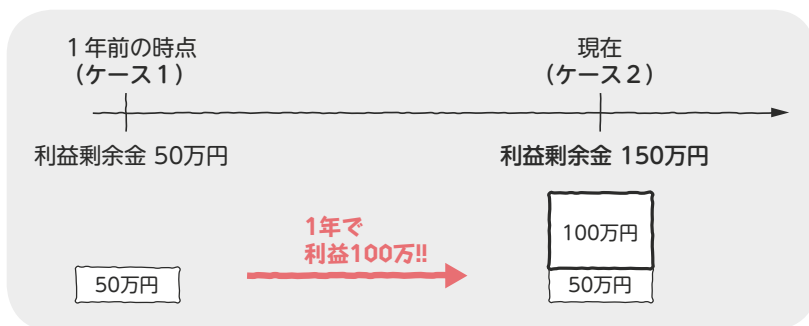 1年前の時点
(ケース1)
現在
(ケース2)
利益剰余金 50万円
利益剰余金 150万円
1年で
利益100万!!
100万円
50万円
50万円